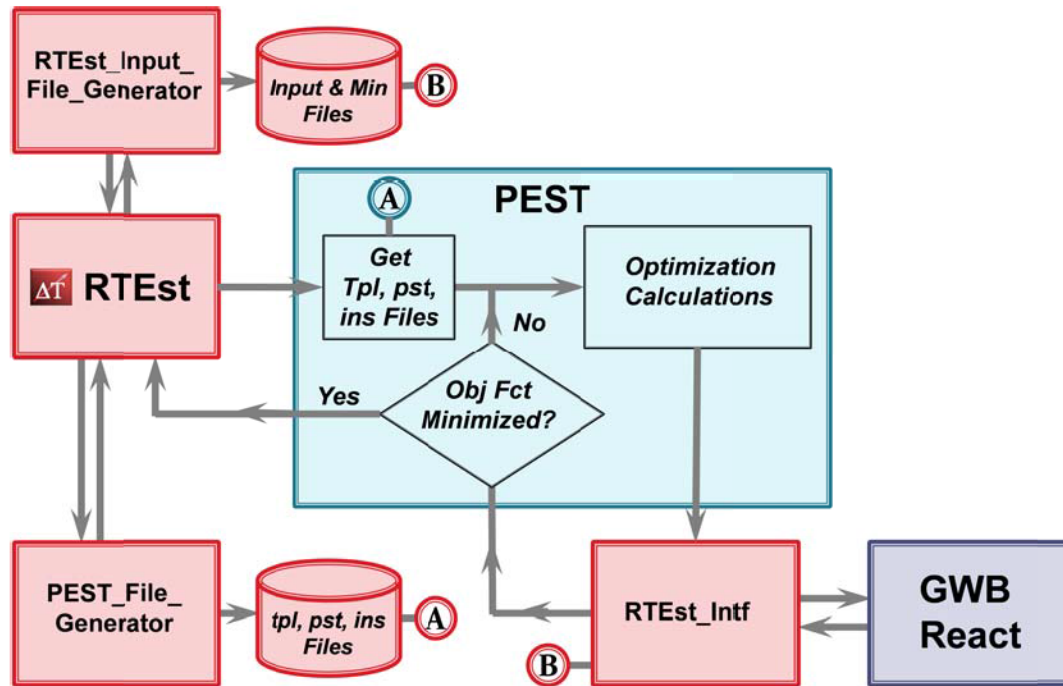 RTEst_Input_
File_Generator
Input & Min
Files
B
A
PEST
ΔT RTEst
Get
Tpl, pst,
ins Files
Optimization
Calculations
No
Yes
Obj Fct
Minimized?
PEST_File_
Generator
tpl, pst, ins
Files
A
RTEst_Intf
B
GWB
React